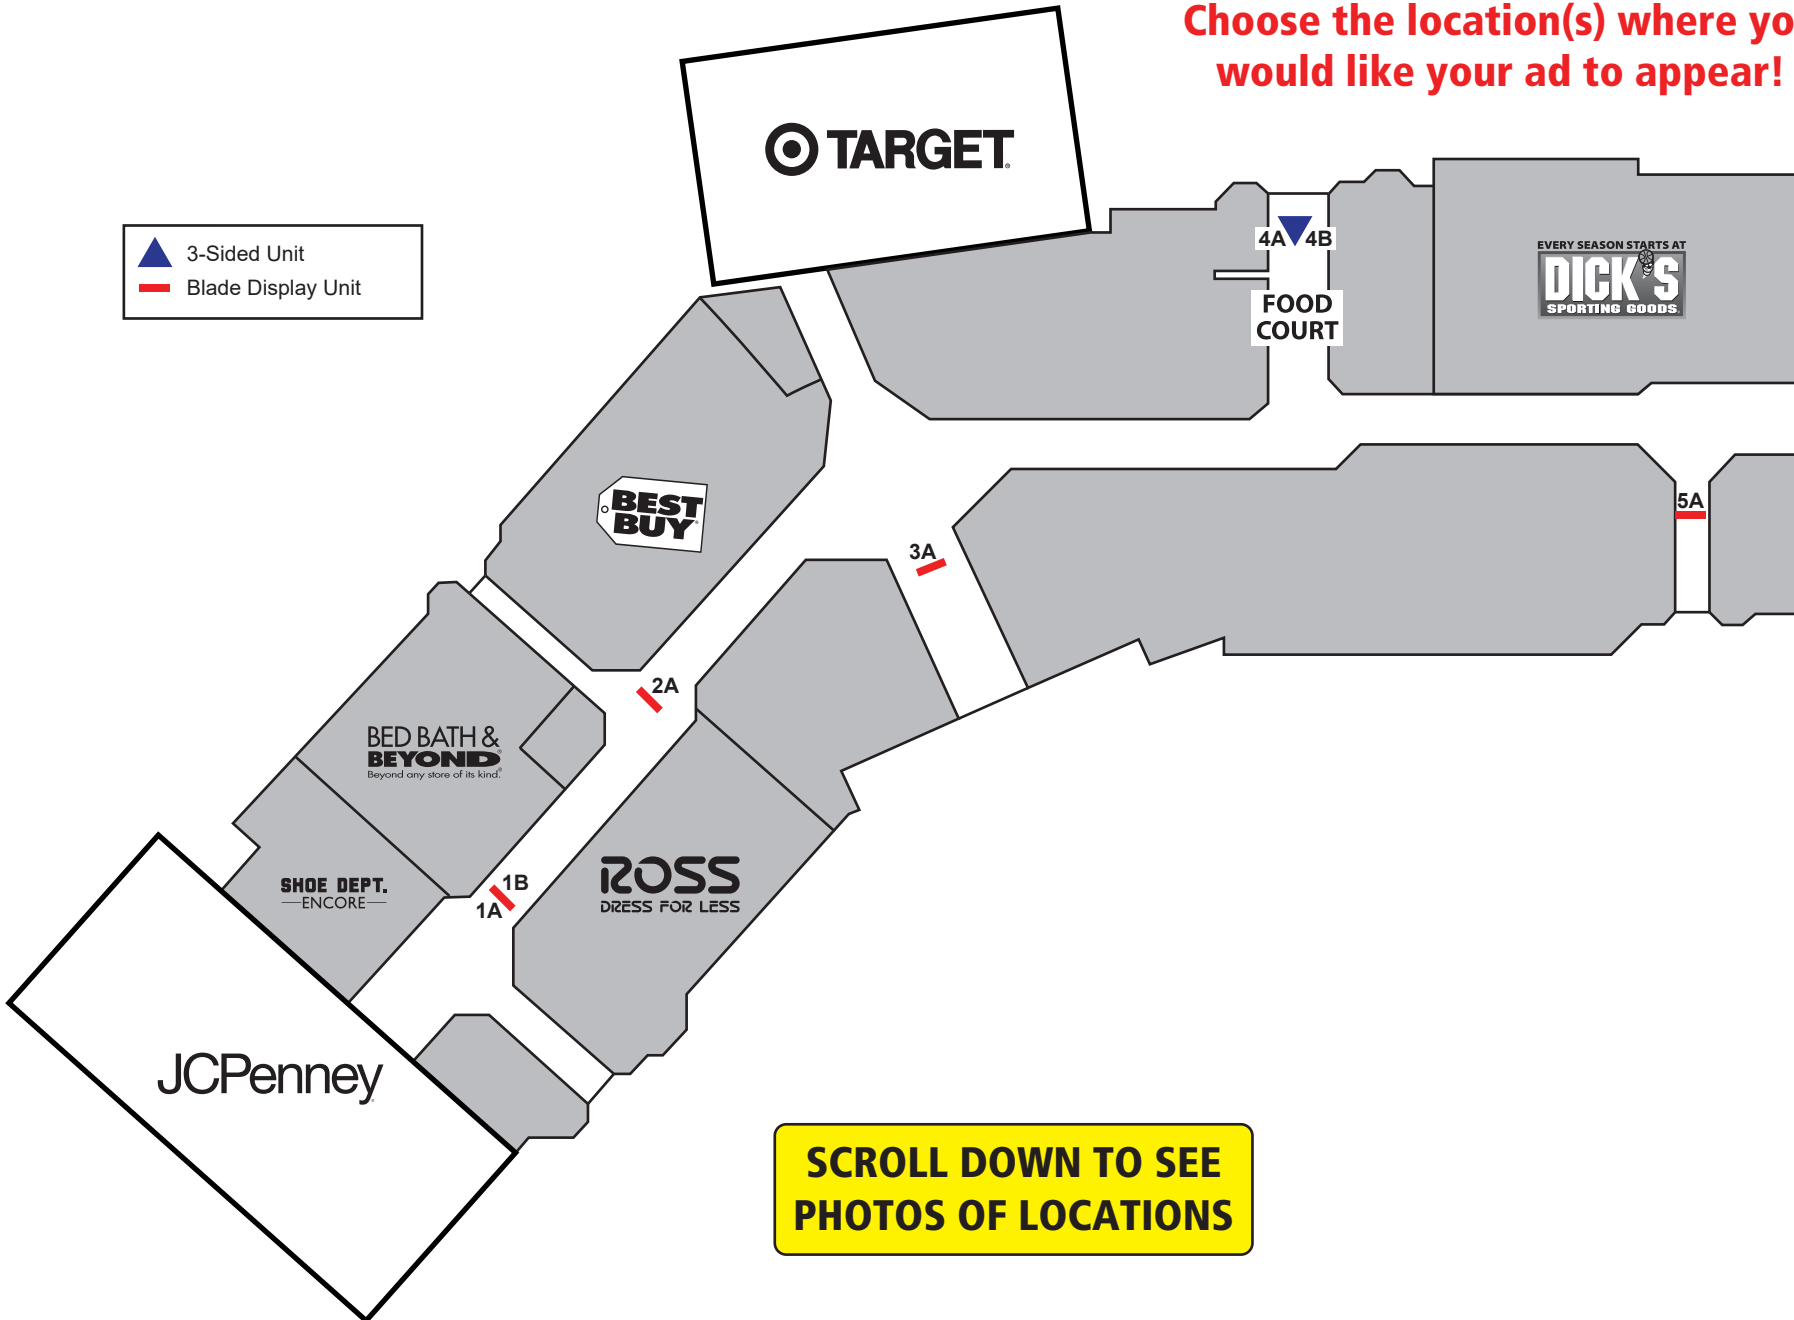 Choose the location(s) where yo
would like your ad to appear!
TARGET
3-Sided Unit
Blade Display Unit
4A 4B
FOOD
COURT
EVERY SEASON STARTS AT
DICK'S
SPORTING GOODS
BEST
BUY
5A
3A
2A
BED BATH &
BEYOND
Beyond any store of its kind.
ROSS
DRESS FOR LESS
SHOE DEPT.
ENCORE
1B
1A
JCPenney
SCROLL DOWN TO SEE
PHOTOS OF LOCATIONS